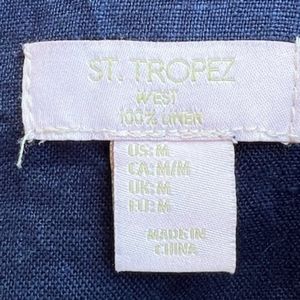 ST. TROPEZ
WEST
100% LINEN
US: M
CA: M/M
UK: M
EU: M
MADE IN
CHINA